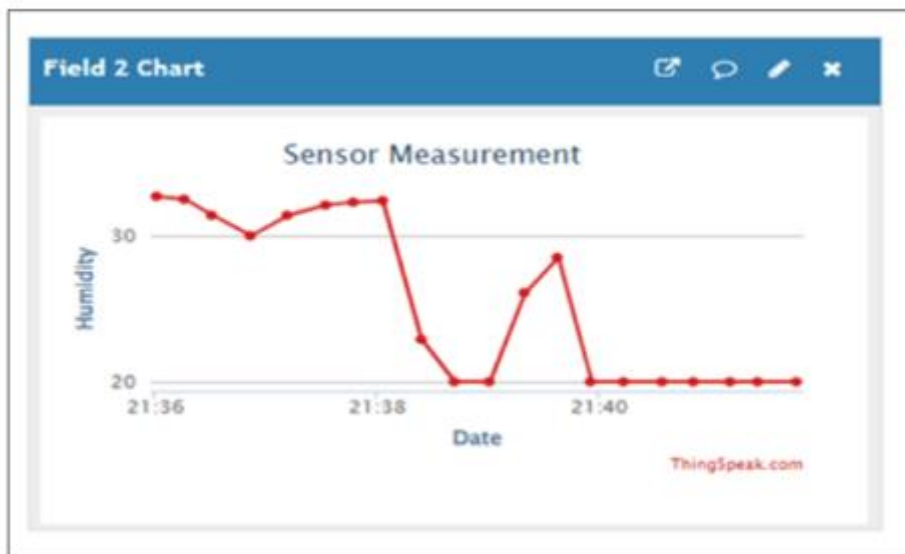 Field 2 Chart
Sensor Measurement
Humidity
30
20
21:36 21:38 21:40
Date
ThingSpeak.com